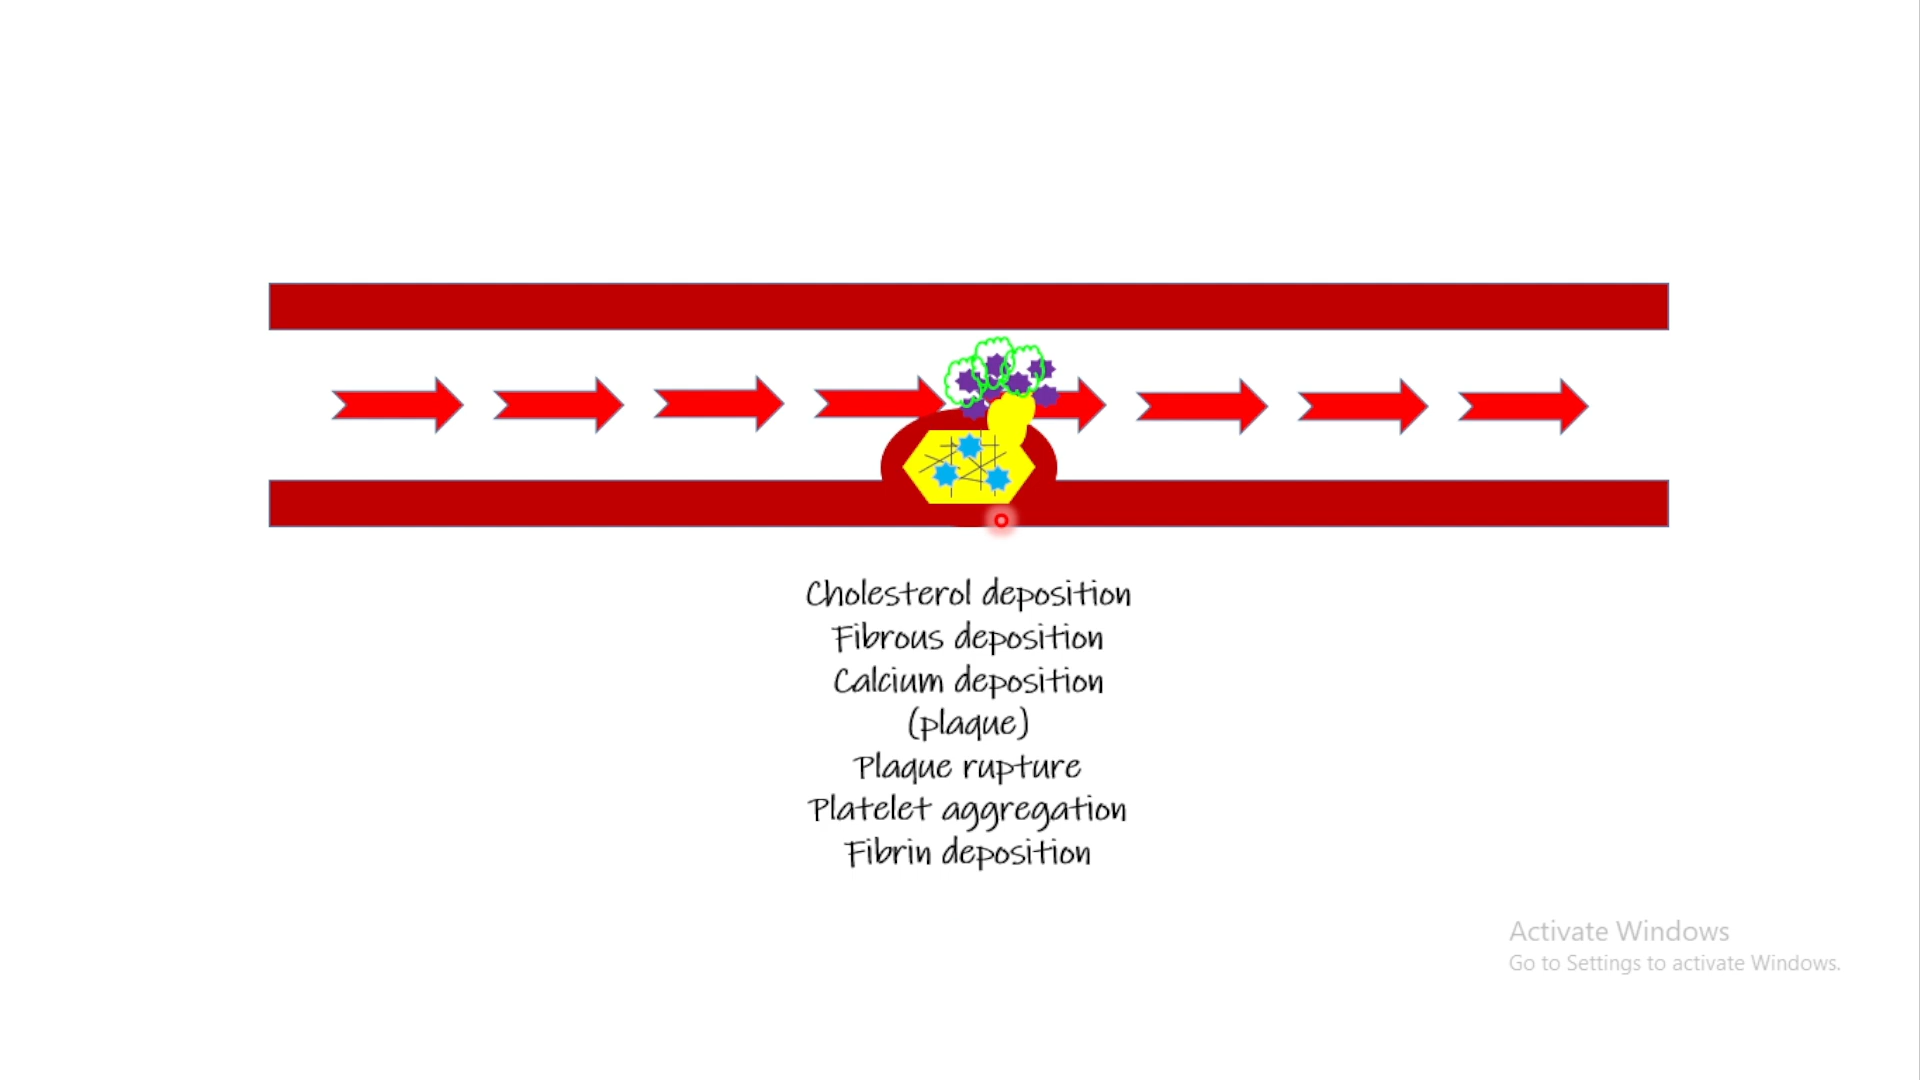 Cholesterol deposition
Fibrous deposition
Calcium deposition
(plaque)
Plaque rupture
Platelet aggregation
Fibrin deposition
Activate Windows
Go to Settings to activate Windows.